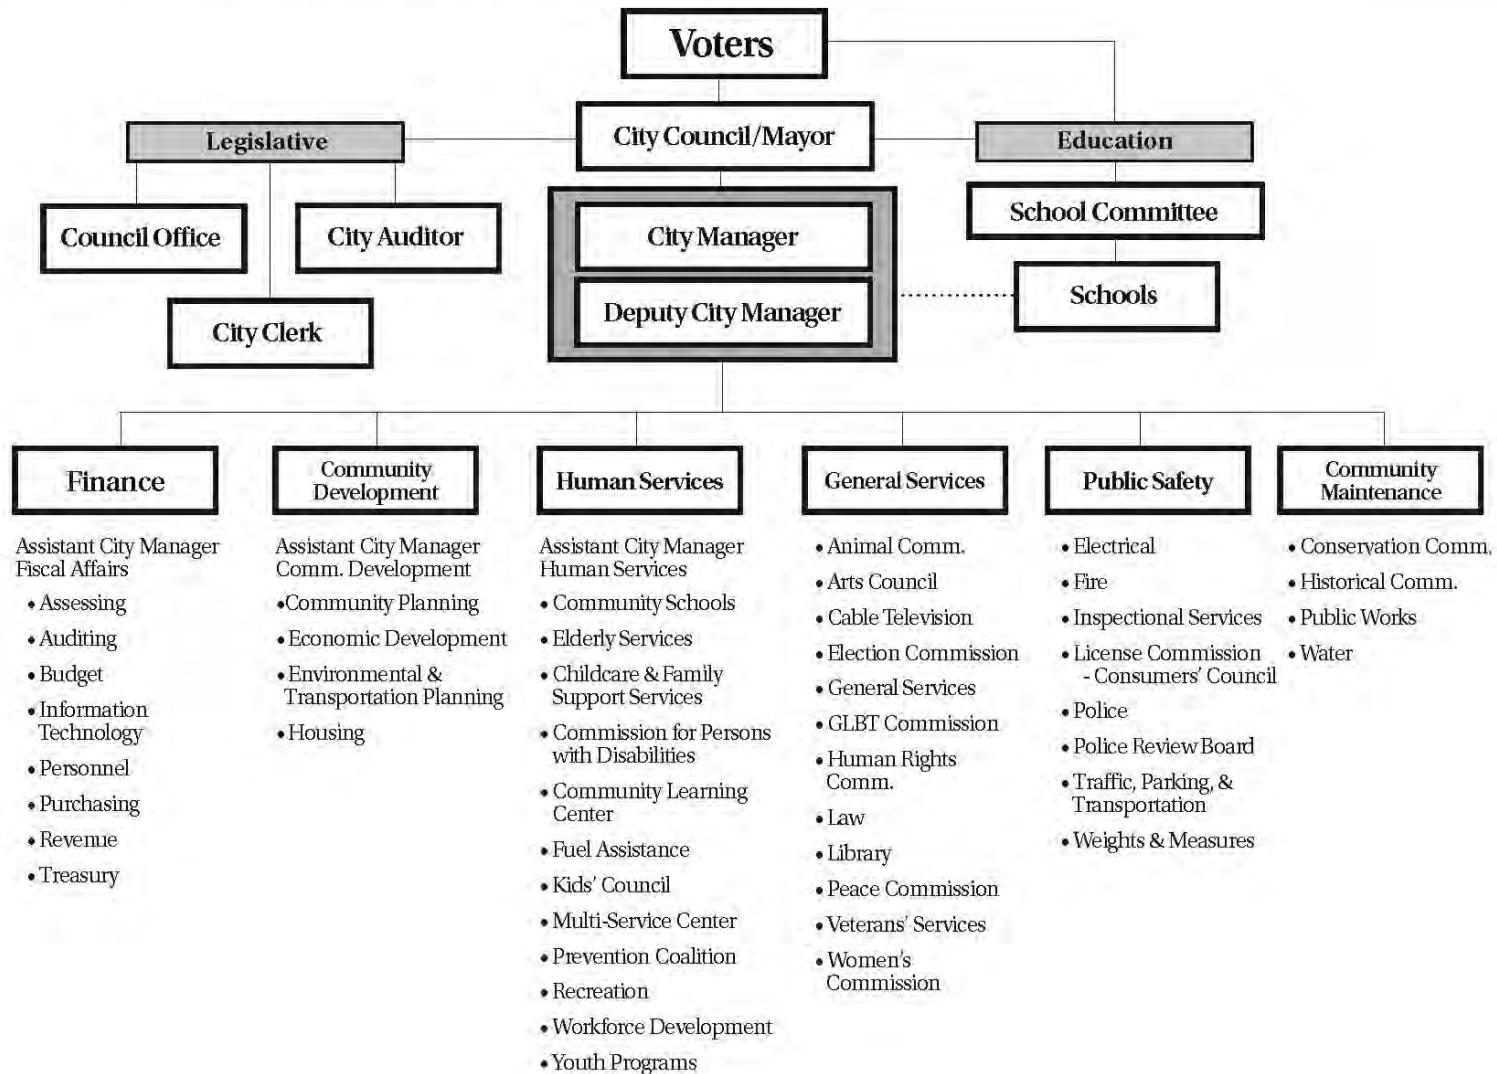 Voters
City Council/Mayor
Legislative
Education
Council Office
City Auditor
City Clerk
City Manager
Deputy City Manager
School Committee
Schools
Finance
Assistant City Manager
Fiscal Affairs
• Assessing
• Auditing
• Budget
• Information
Technology
• Personnel
• Purchasing
• Revenue
• Treasury
Community
Development
Assistant City Manager
Comm. Development
• Community Planning
• Economic Development
• Environmental &
Transportation Planning
• Housing
Human Services
Assistant City Manager
Human Services
• Community Schools
• Elderly Services
• Childcare & Family
Support Services
• Commission for Persons
with Disabilities
• Community Learning
Center
• Fuel Assistance
• Kids' Council
• Multi-Service Center
• Prevention Coalition
• Recreation
• Workforce Development
• Youth Programs
General Services
• Animal Comm.
• Arts Council
• Cable Television
• Election Commission
• General Services
• GLBT Commission
• Human Rights
Comm.
• Law
• Library
• Peace Commission
• Veterans' Services
• Women's
Commission
Public Safety
• Electrical
• Fire
• Inspectional Services
• License Commission
- Consumers' Council
• Police
• Police Review Board
• Traffic, Parking, &
Transportation
• Weights & Measures
Community
Maintenance
• Conservation Comm.
• Historical Comm.
• Public Works
• Water